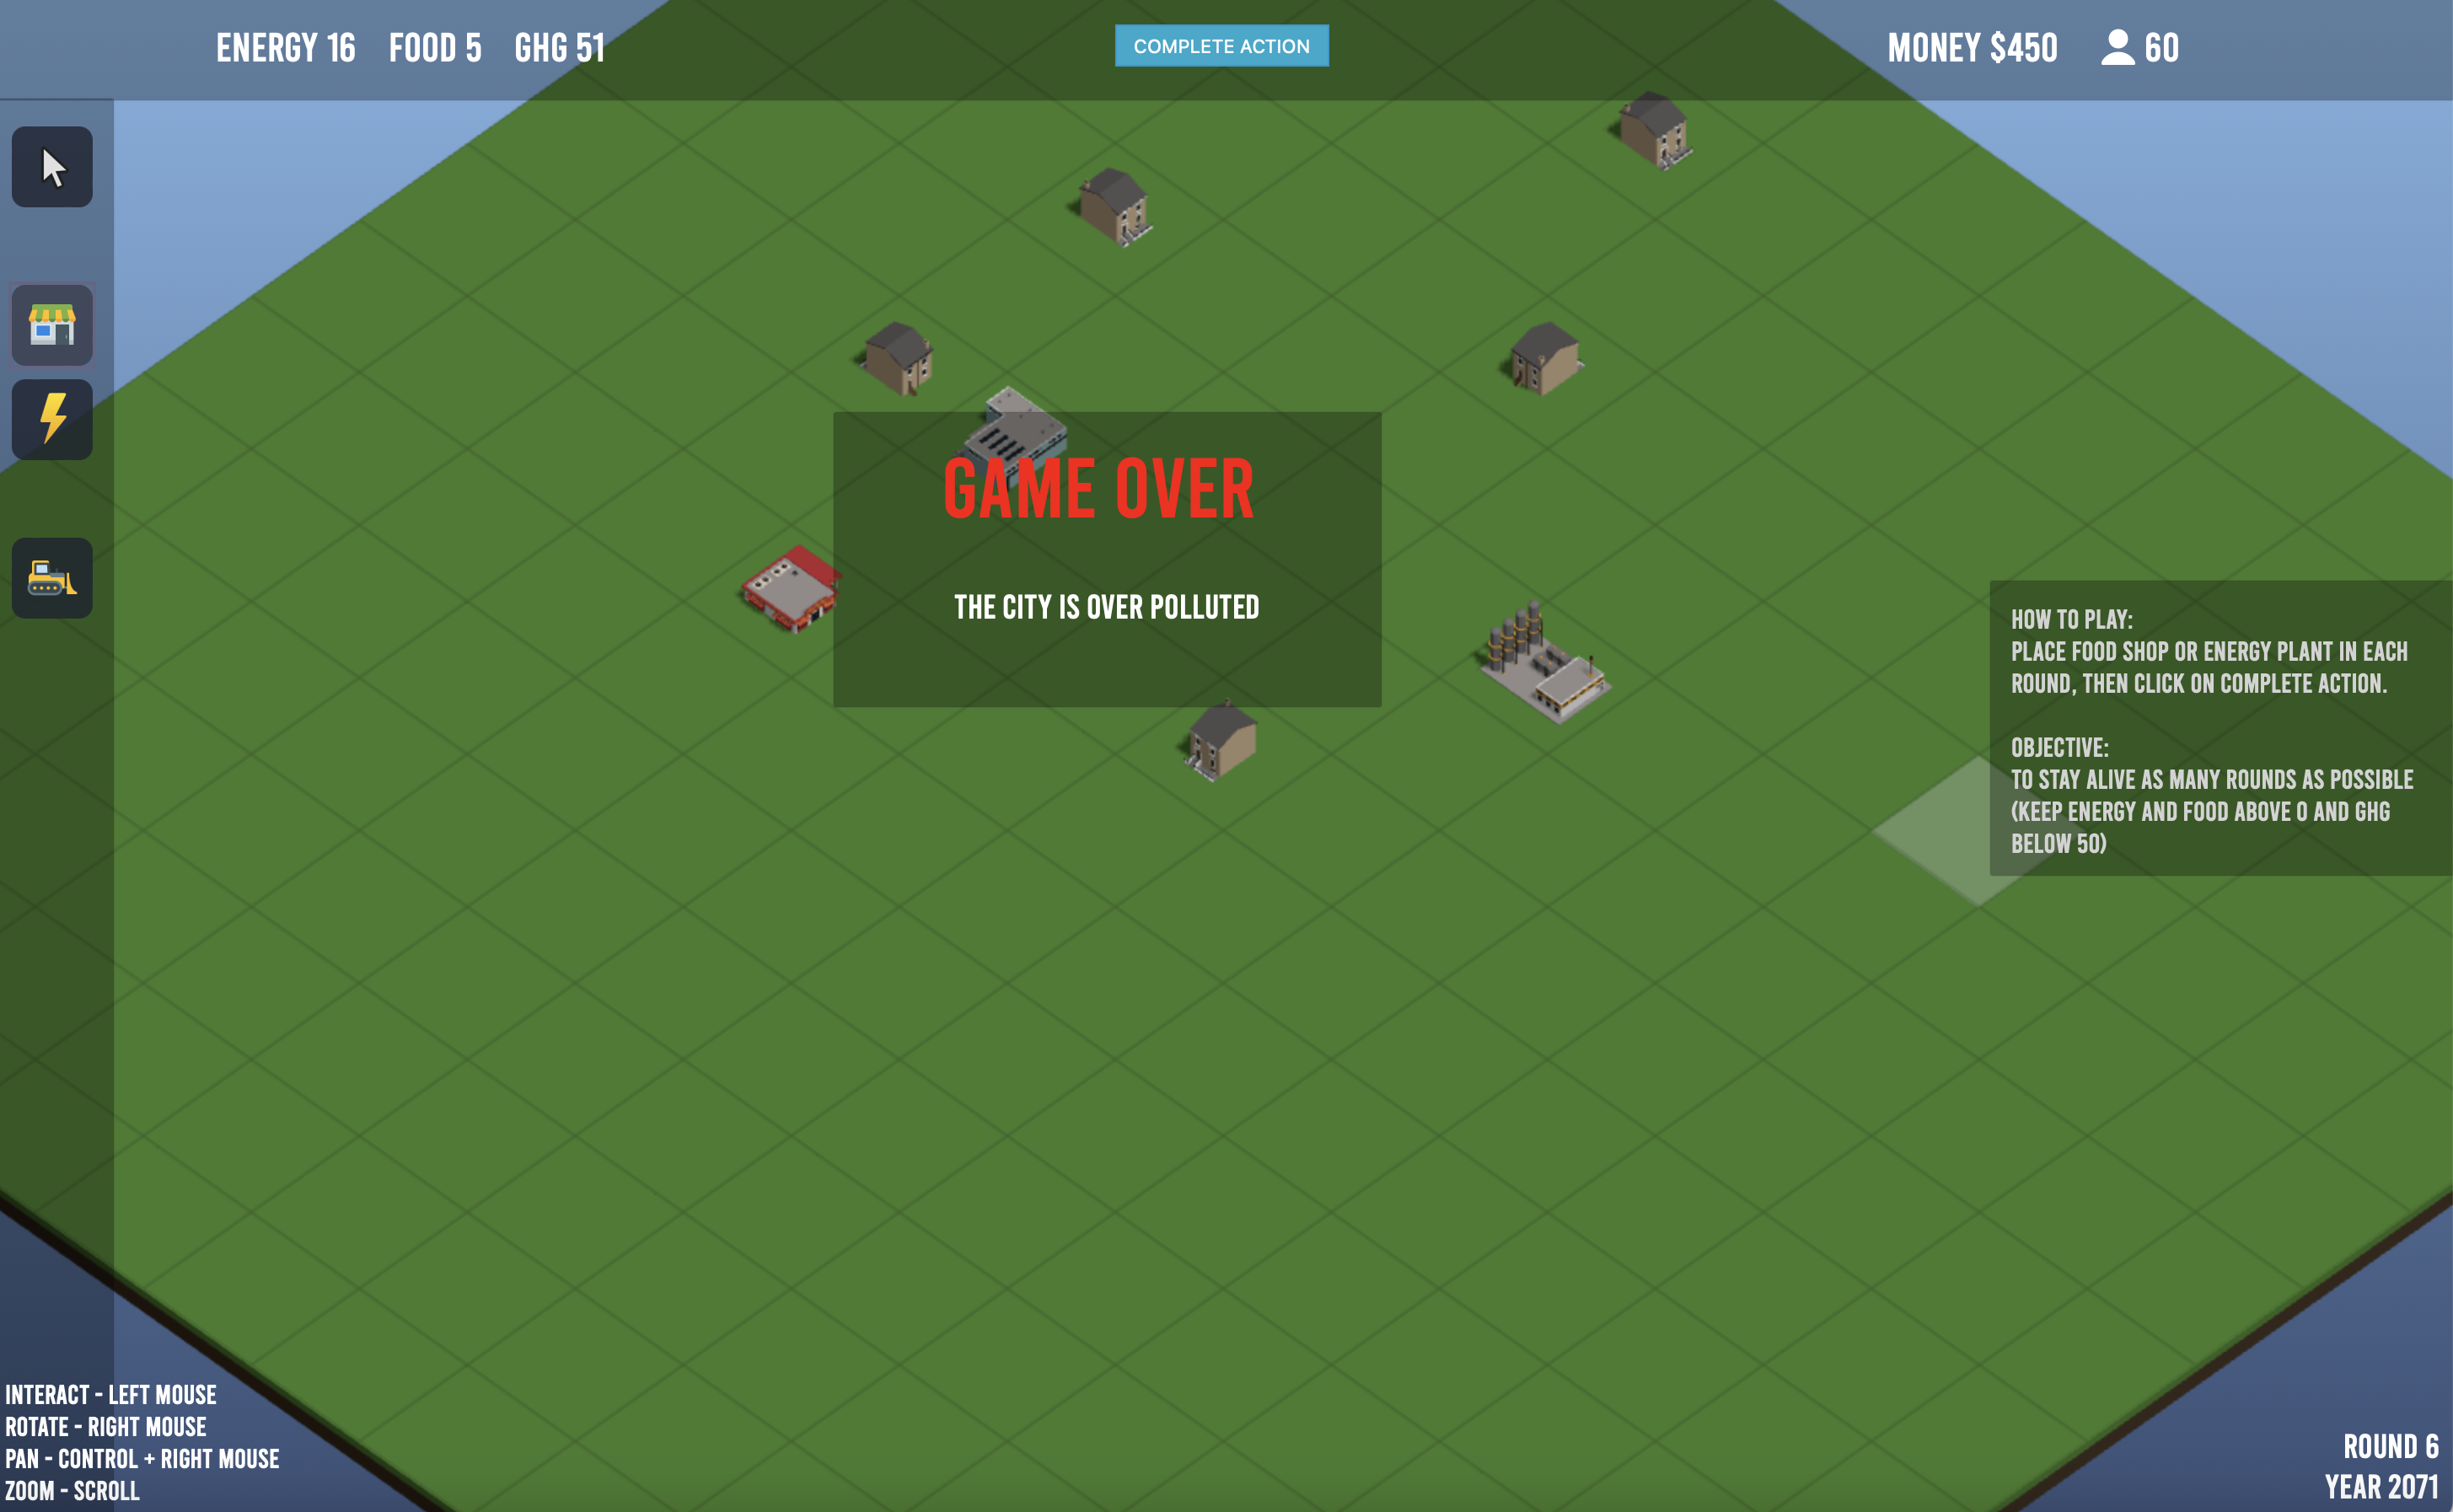 ENERGY 16 FOOD 5 GHG 51
COMPLETE ACTION
MONEY $450 60
GAME OVER
THE CITY IS OVER POLLUTED
HOW TO PLAY:
PLACE FOOD SHOP OR ENERGY PLANT IN EACH
ROUND, THEN CLICK ON COMPLETE ACTION.
OBJECTIVE:
TO STAY ALIVE AS MANY ROUNDS AS POSSIBLE
(KEEP ENERGY AND FOOD ABOVE 0 AND GHG
BELOW 50)
INTERACT - LEFT MOUSE
ROTATE - RIGHT MOUSE
PAN - CONTROL + RIGHT MOUSE
ZOOM - SCROLL
ROUND 6
YEAR 2071